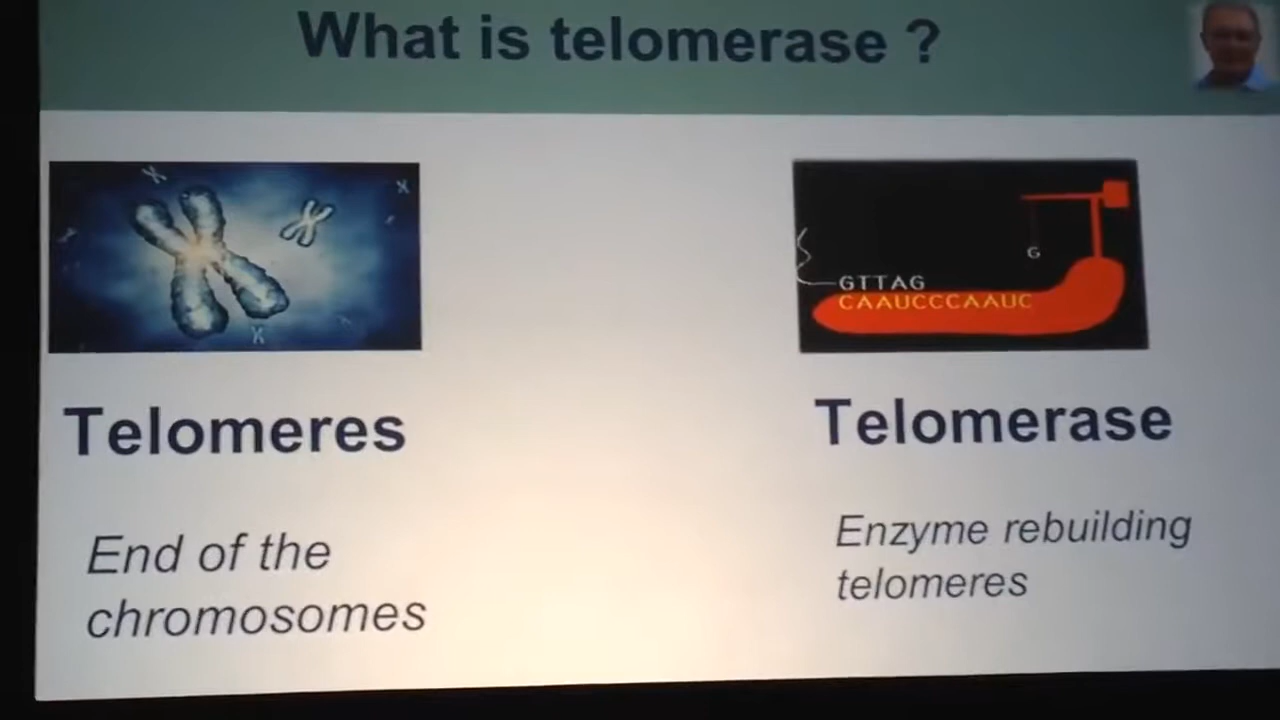 What is telomerase ?
G
GTTAG
CAAUCCCAAUC
Telomeres
Telomerase
End of the
chromosomes
Enzyme rebuilding
telomeres